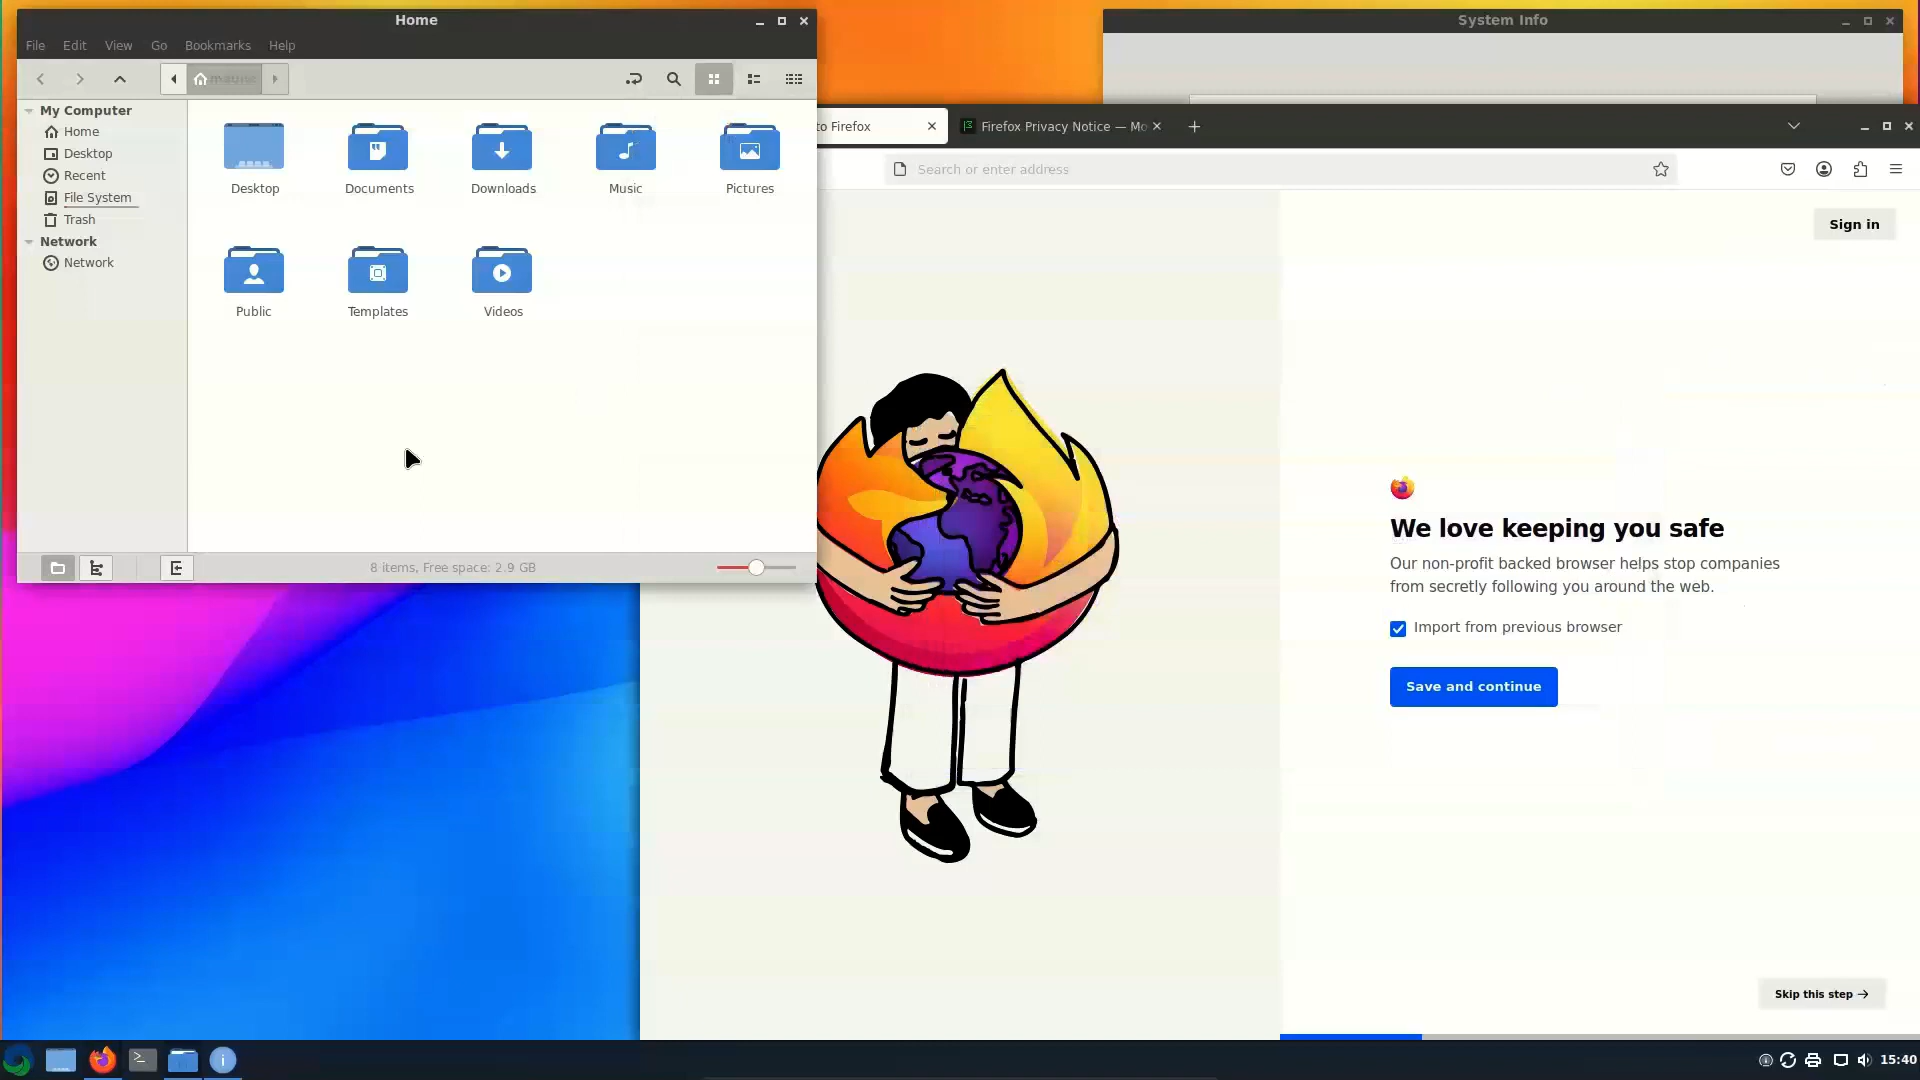 Home
File Edit View Go Bookmarks Help
My Computer
Home
Desktop
Recent
File System
Trash
Network
Network
Desktop Documents Downloads Music Pictures
Public Templates Videos
8 items, Free space: 2.9 GB
System Info
to Firefox
Firefox Privacy Notice — Mo
Search or enter address
Sign in
We love keeping you safe
Our non-profit backed browser helps stop companies
from secretly following you around the web.
Import from previous browser
Save and continue
Skip this step →
15:40